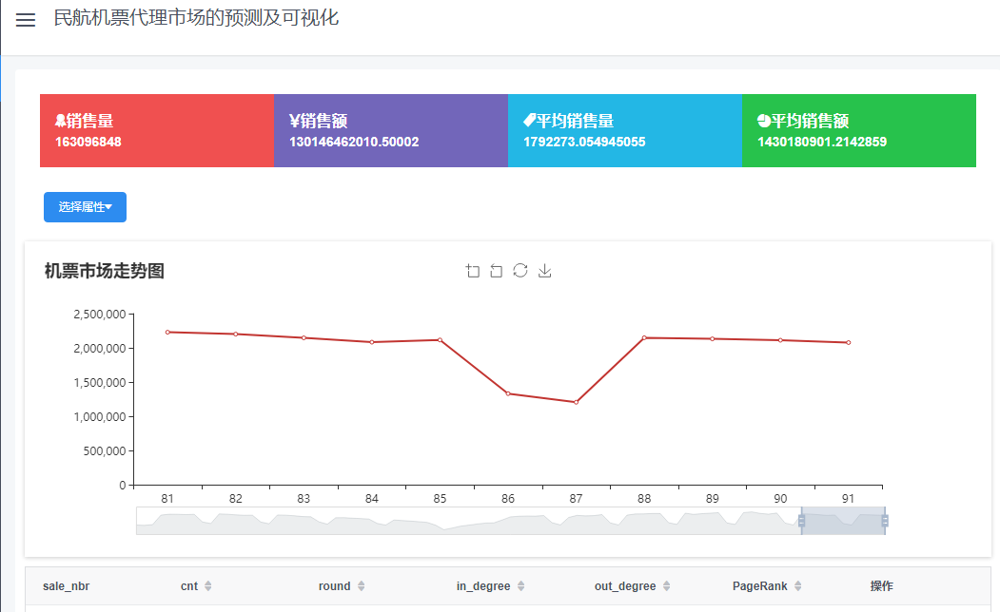 民航机票代理市场的预测及可视化
销售量
163096848
¥销售额
130146462010.50002
平均销售量
1792273.054945055
平均销售额
1430180901.2142859
选择属性
机票市场走势图
2,500,000
2,000,000
1,500,000
1,000,000
500,000
0
81 82 83 84 85 86 87 88 89 90 91
sale_nbr cnt round in_degree out_degree PageRank 操作